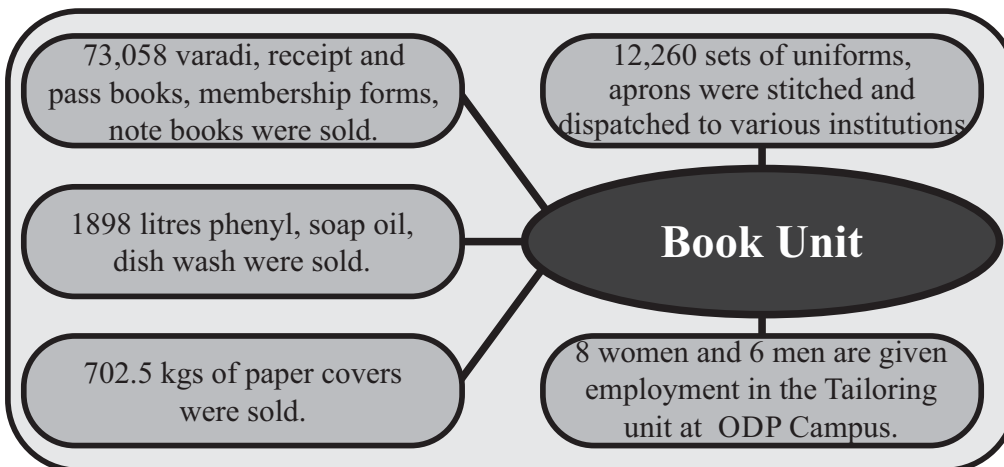 73,058 varadi, receipt and
pass books, membership forms,
note books were sold.
12,260 sets of uniforms,
aprons were stitched and
dispatched to various institutions
1898 litres phenyl, soap oil,
dish wash were sold.
Book Unit
702.5 kgs of paper covers
were sold.
8 women and 6 men are given
employment in the Tailoring
unit at ODP Campus.